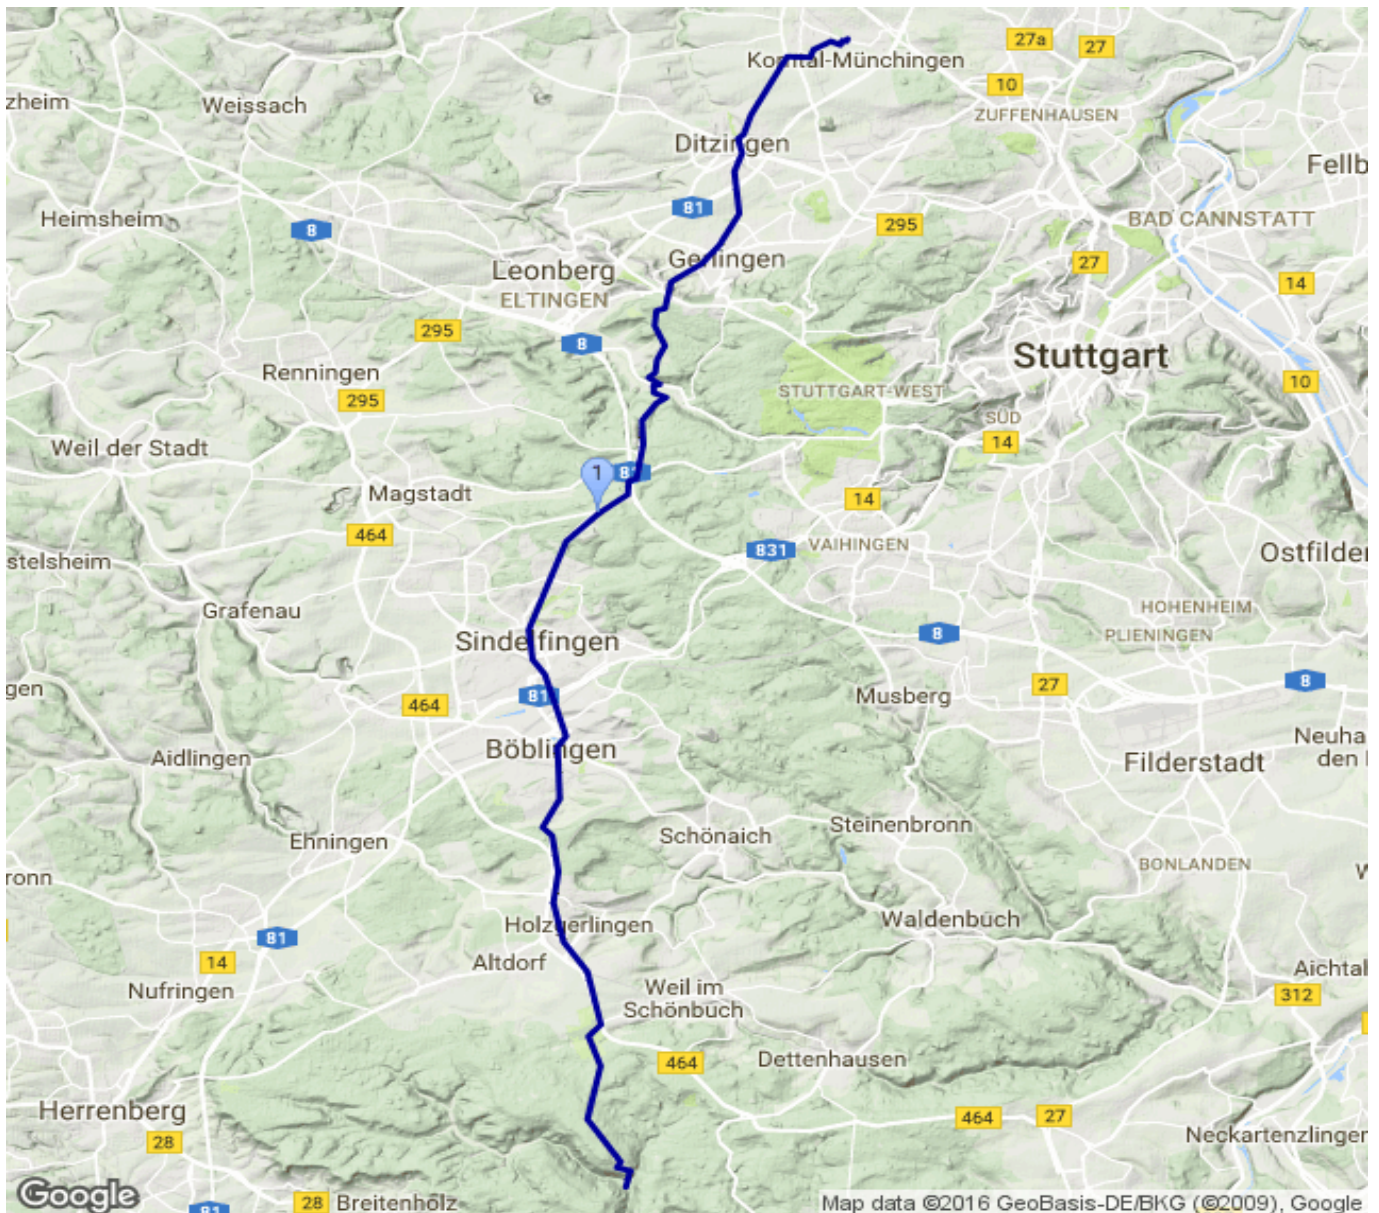 27a
27
Korntal-Münchingen
10
zheim
Weissach
ZUFFENHAUSEN
Ditzingen
Fellb
81
Heimsheim
8
295
BAD CANNSTATT
Gerlingen
27
Leonberg
ELTINGEN
14
295
8
Stuttgart
Renningen
10
295
STUTTGART-WEST
SÜD
14
Weil der Stadt
1
Magstadt
14
464
831
VAIHINGEN
Ostfilder
stelsheim
Grafenau
HOHENHEIM
PLIENINGEN
8
Sindelfingen
8
gen
27
81
Musberg
464
Neuha
den
Böblingen
Aidlingen
Filderstadt
Steinenbronn
Schönaich
Ehningen
BONLANDEN
ronn
Holzgerlingen
Waldenbuch
81
Altdorf
14
Aichtal
Nufringen
Weil im
Schönbuch
312
464
Dettenhausen
Herrenberg
464
27
28
Neckartenzlinger
Google
28
Breitenholz
81
Map data ©2016 GeoBasis-DE/BKG (©2009), Google